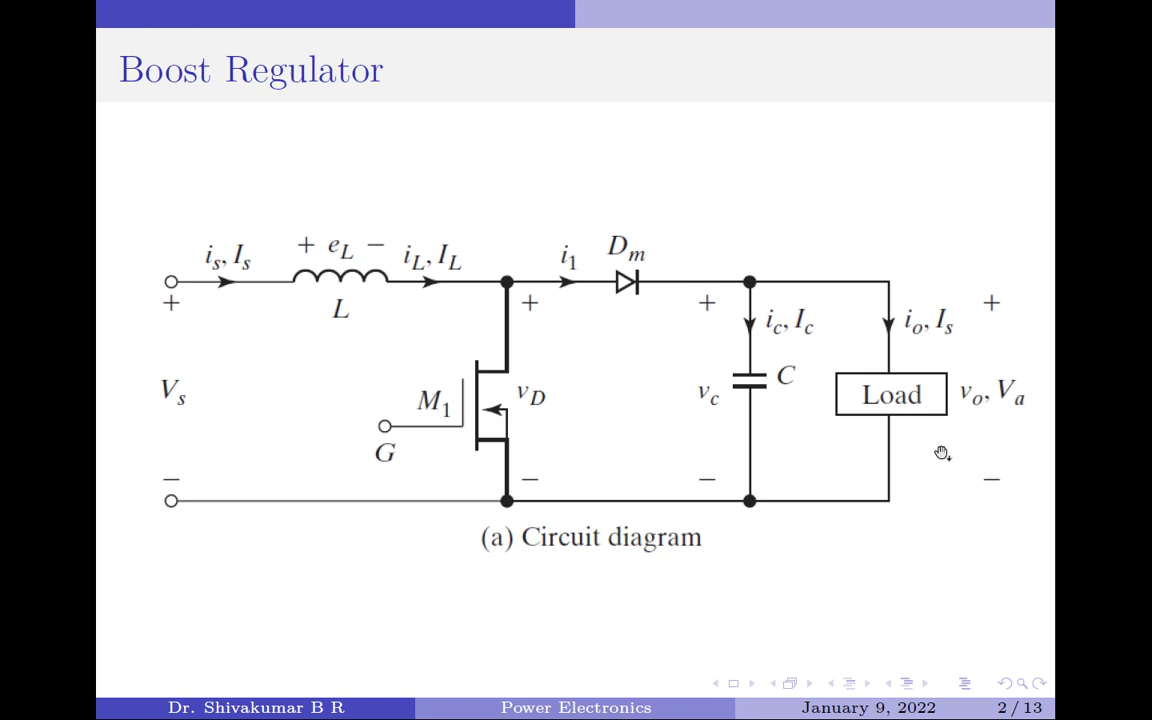 Boost Regulator
+ e_L −
i_s, I_s
i_L, I_L
i_1
D_m
L
+ + + +
i_c, I_c
i_o, I_s
V_s
M_1
v_D
v_c
C
Load
v_o, V_a
G
− − − −
(a) Circuit diagram
Dr. Shivakumar B R
Power Electronics
January 9, 2022
2 / 13